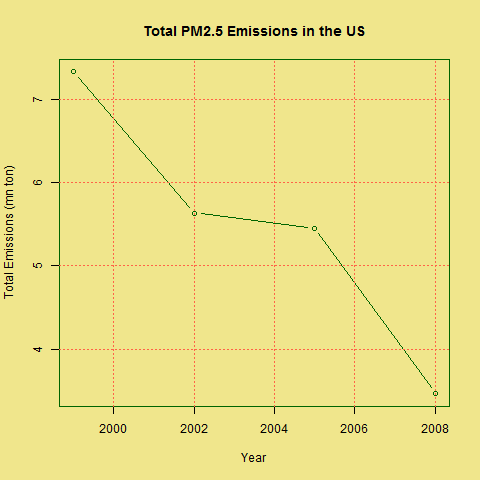 Total PM2.5 Emissions in the US
Total Emissions (mn ton)
7
6
5
4
2000 2002 2004 2006 2008
Year